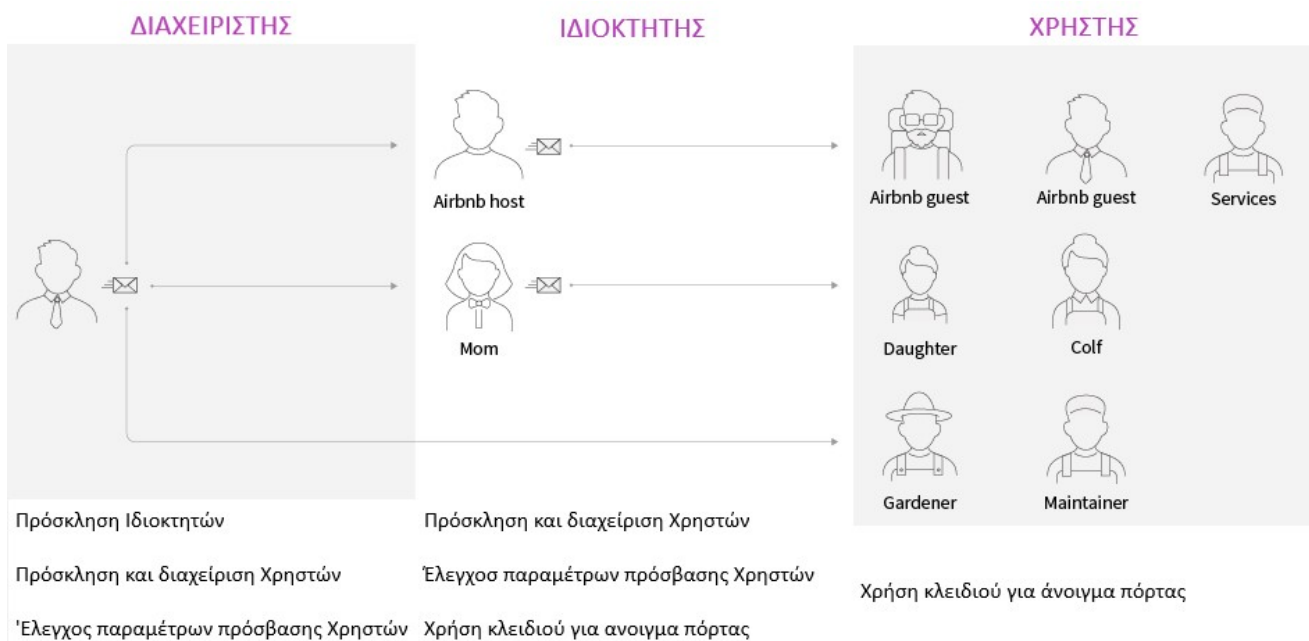 ΔΙΑΧΕΙΡΙΣΤΗΣ
ΙΔΙΟΚΤΗΤΗΣ
ΧΡΗΣΤΗΣ
Airbnb host
Airbnb guest
Airbnb guest
Services
Mom
Daughter
Colf
Gardener
Maintainer
Πρόσκληση Ιδιοκτητών
Πρόσκληση και διαχείριση Χρηστών
Πρόσκληση και διαχείριση Χρηστών
Έλεγχοσ παραμέτρων πρόσβασης Χρηστών
Χρήση κλειδιού για άνοιγμα πόρτας
'Ελεγχος παραμέτρων πρόσβασης Χρηστών
Χρήση κλειδιού για ανοιγμα πόρτας